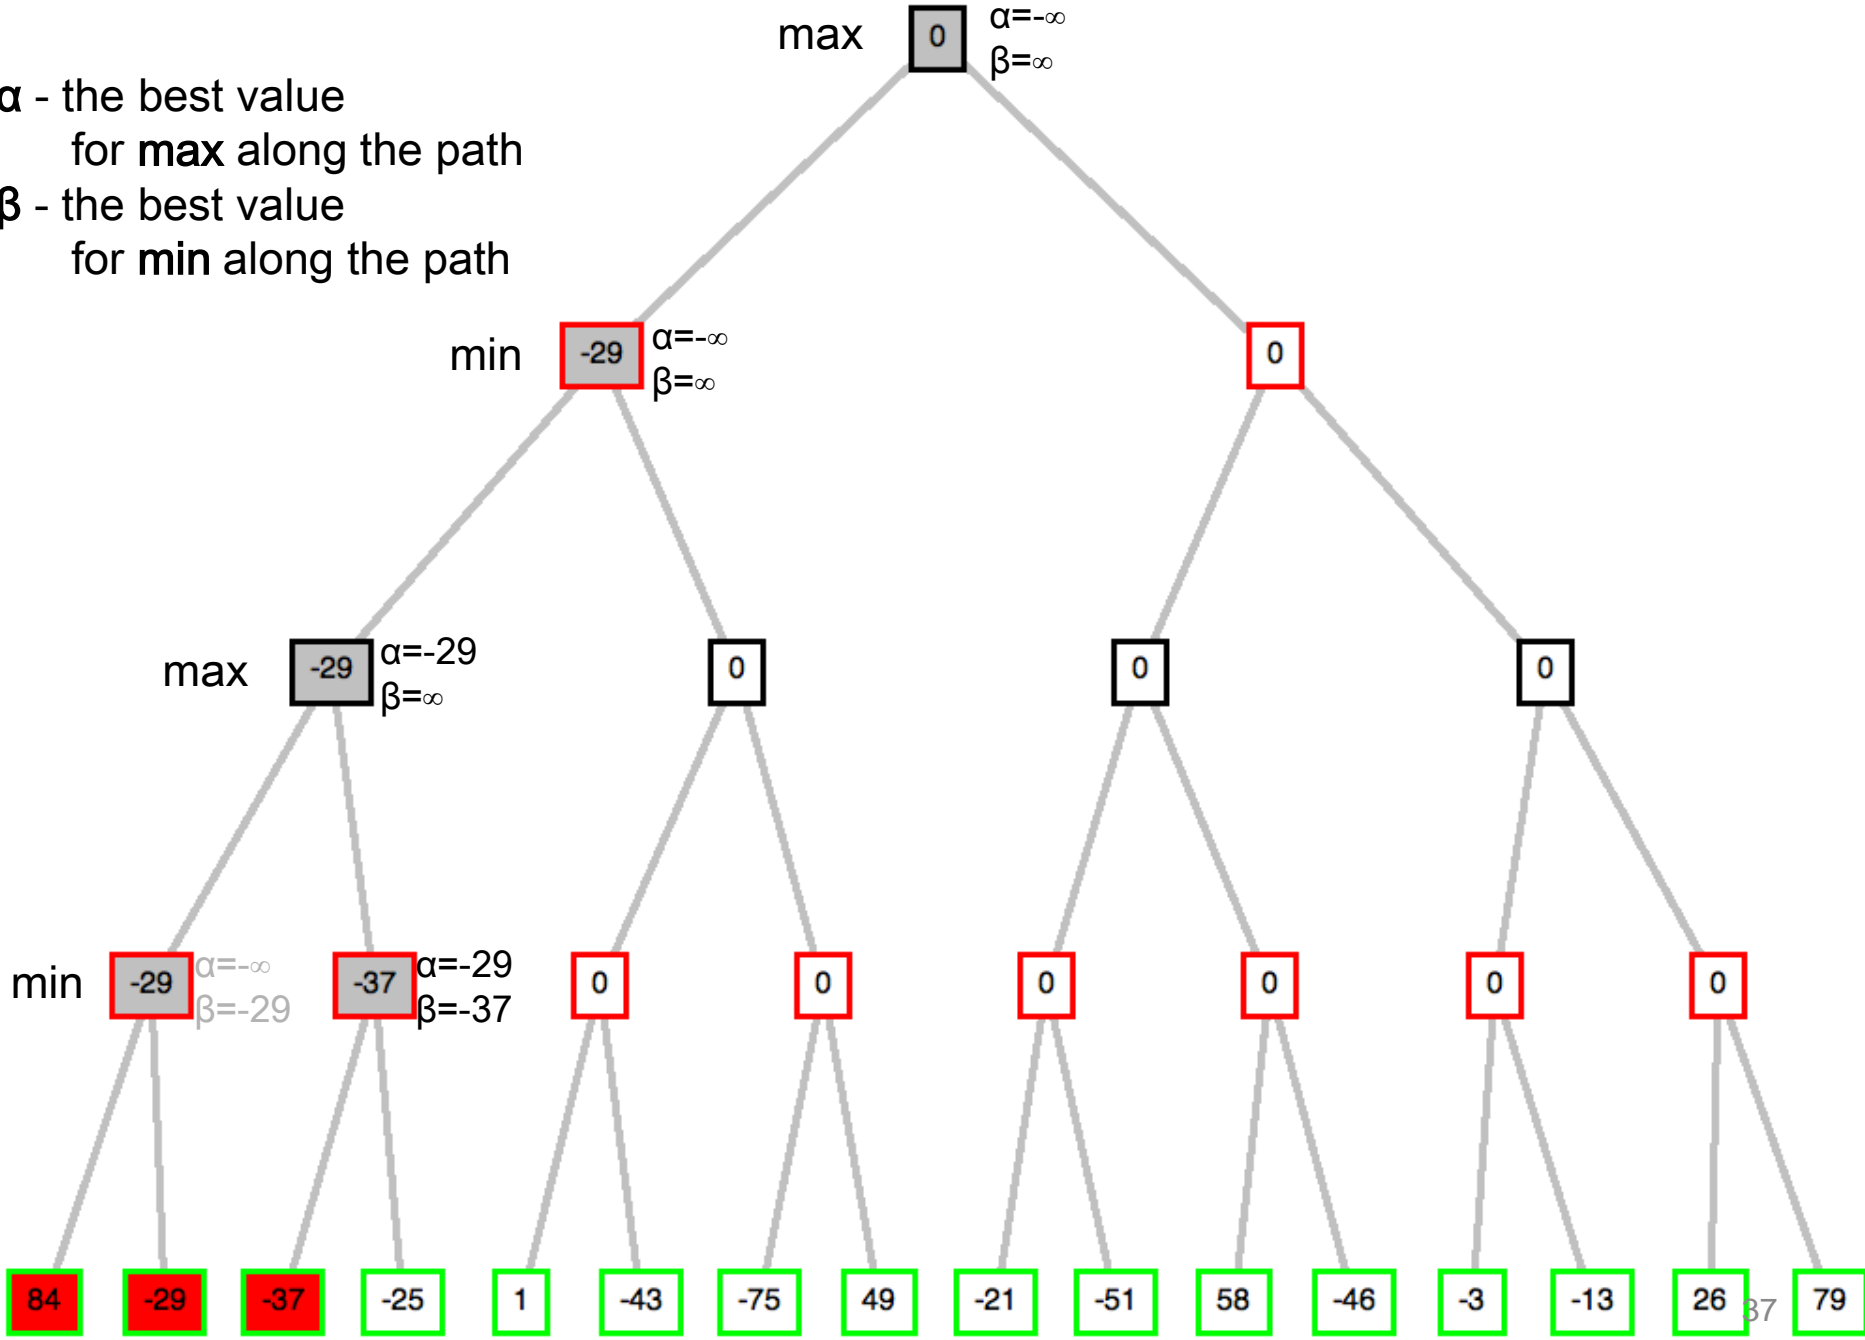 max 0 α=-∞
β=∞
α - the best value
for max along the path
β - the best value
for min along the path
min -29 α=-∞ 0
β=∞
max -29 α=-29 0 0 0
β=∞
min -29 α=-∞ -37 α=-29 0 0 0 0 0 0
β=-29 β=-37
84 -29 -37 -25 1 -43 -75 49 -21 -51 58 -46 -3 -13 26 37 79